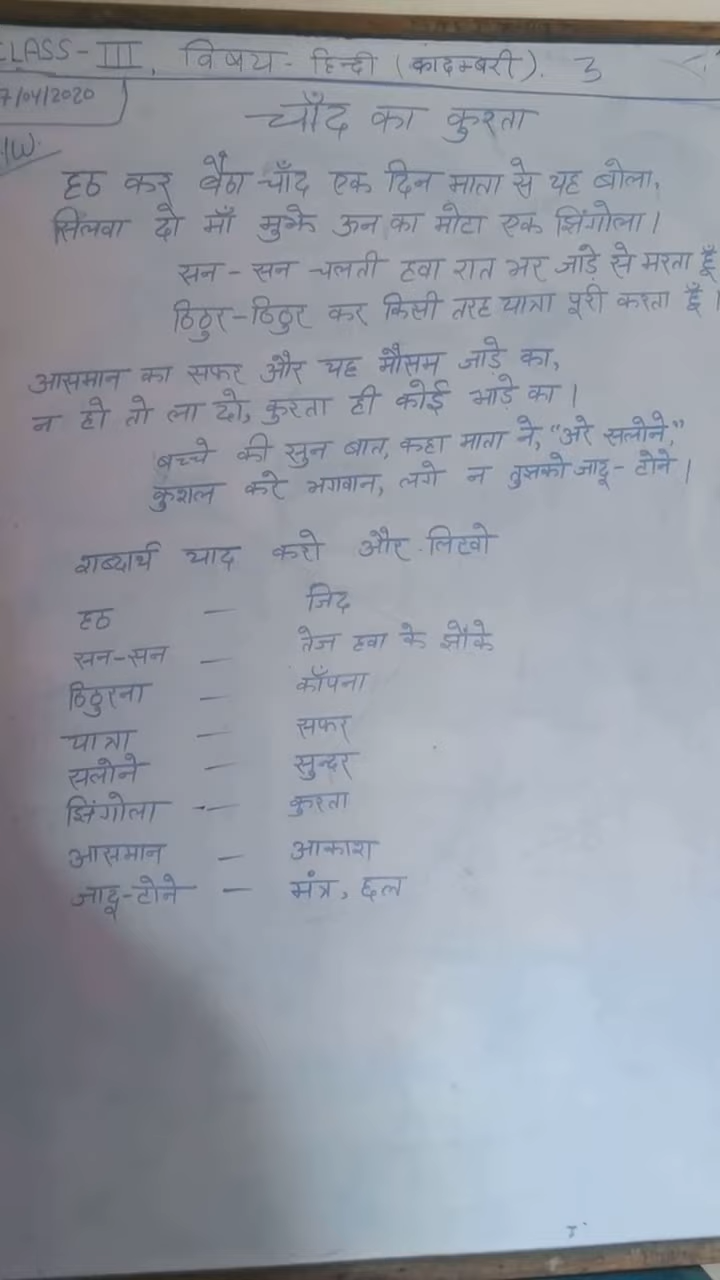 CLASS-III, विषय - हिन्दी (कादम्बरी). 3
7/04/2020
चाँद का कुरता
HW.
हठ कर बैठा चाँद एक दिन माता से यह बोला,
सिलवा दो माँ मुझे ऊन का मोटा एक झिंगोला।
सन-सन चलती हवा रात भर जाड़े से मरता हूँ
ठिठुर-ठिठुर कर किसी तरह यात्रा पूरी करता हूँ।
आसमान का सफर और यह मौसम जाड़े का,
न हो तो ला दो, कुरता ही कोई भाड़े का।
बच्चे की सुन बात, कहा माता ने, "अरे सलोने,"
कुशल करे भगवान, लगे न तुझको जादू-टोने।
शब्दार्थ याद करो और लिखो
हठ - जिद
सन-सन - तेज हवा के झोंके
ठिठुरना - काँपना
यात्रा - सफर
सलोने - सुन्दर
झिंगोला - कुरता
आसमान - आकाश
जादू-टोने - मंत्र, छल